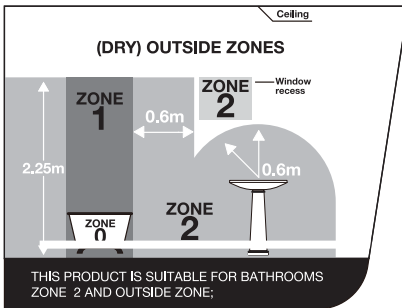 Ceiling
(DRY) OUTSIDE ZONES
ZONE
1
0.6m
ZONE
2
Window
recess
2.25m
0.6m
ZONE
0
ZONE
2
THIS PRODUCT IS SUITABLE FOR BATHROOMS
ZONE 2 AND OUTSIDE ZONE;